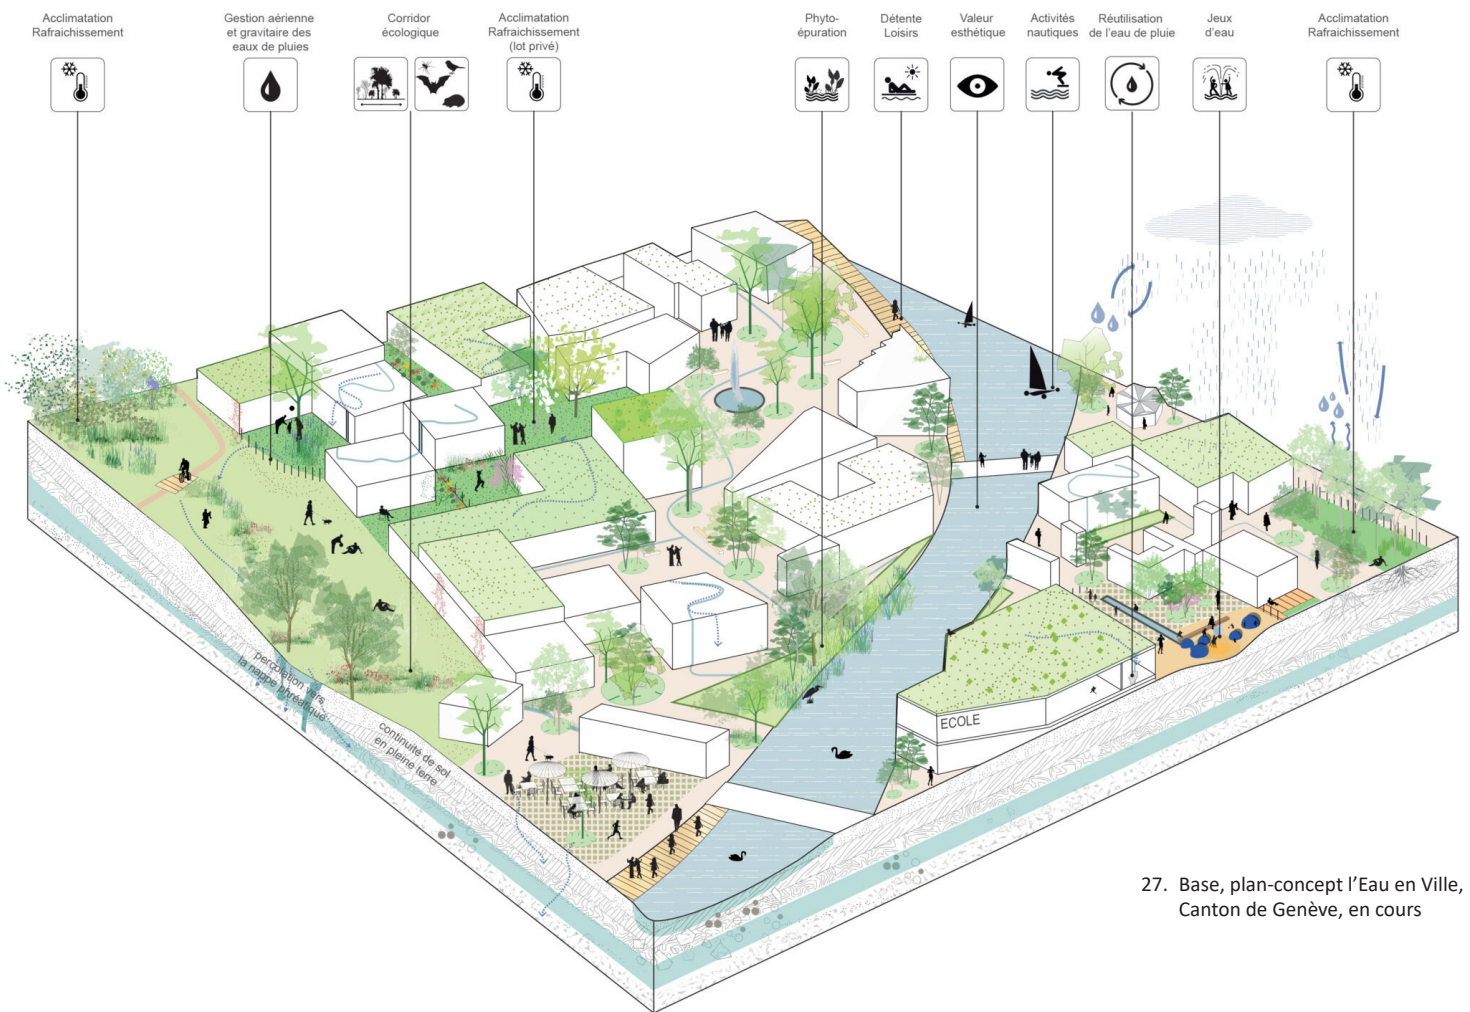 Acclimatation
Rafraichissement
Gestion aérienne
et gravitaire des
eaux de pluies
Corridor
écologique
Acclimatation
Rafraichissement
(lot privé)
Phyto-
épuration
Détente
Loisirs
Valeur
esthétique
Activités
nautiques
Réutilisation
de l'eau de pluie
Jeux
d'eau
Acclimatation
Rafraichissement
percolation vers
la nappe phréatique
continuité de sol
en pleine terre
ECOLE
27. Base, plan-concept l'Eau en Ville,
Canton de Genève, en cours